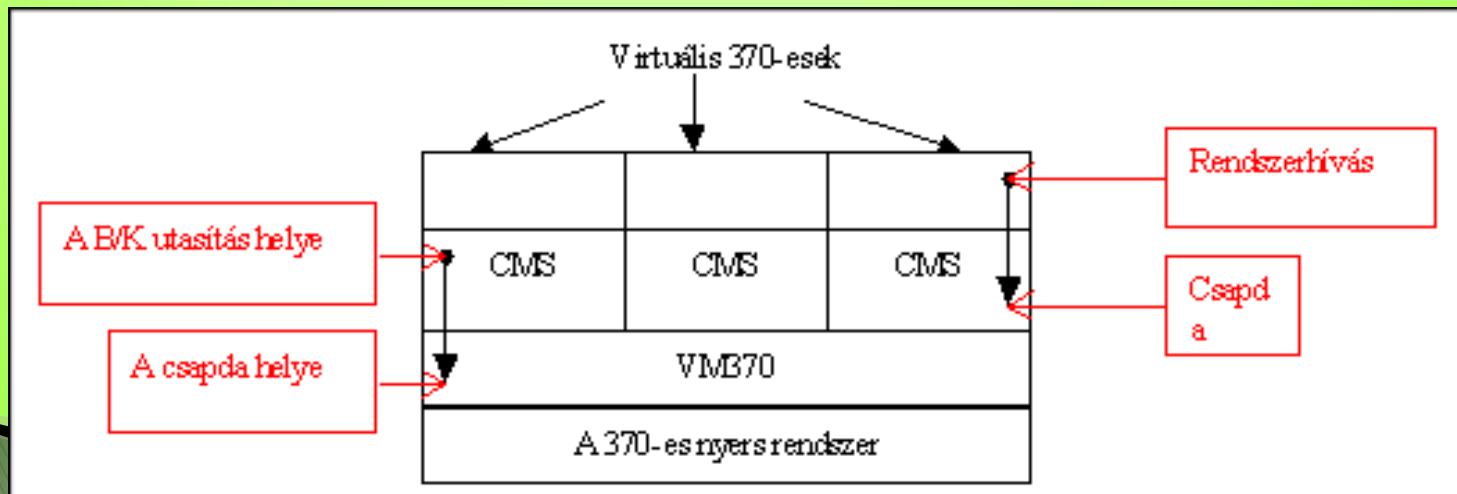 Virtuális 370-esek
Rendszerhívás
A B/K utasítás helye
CMS CMS CMS
Csapd
a
A csapda helye
VM370
A 370-es nyers rendszer